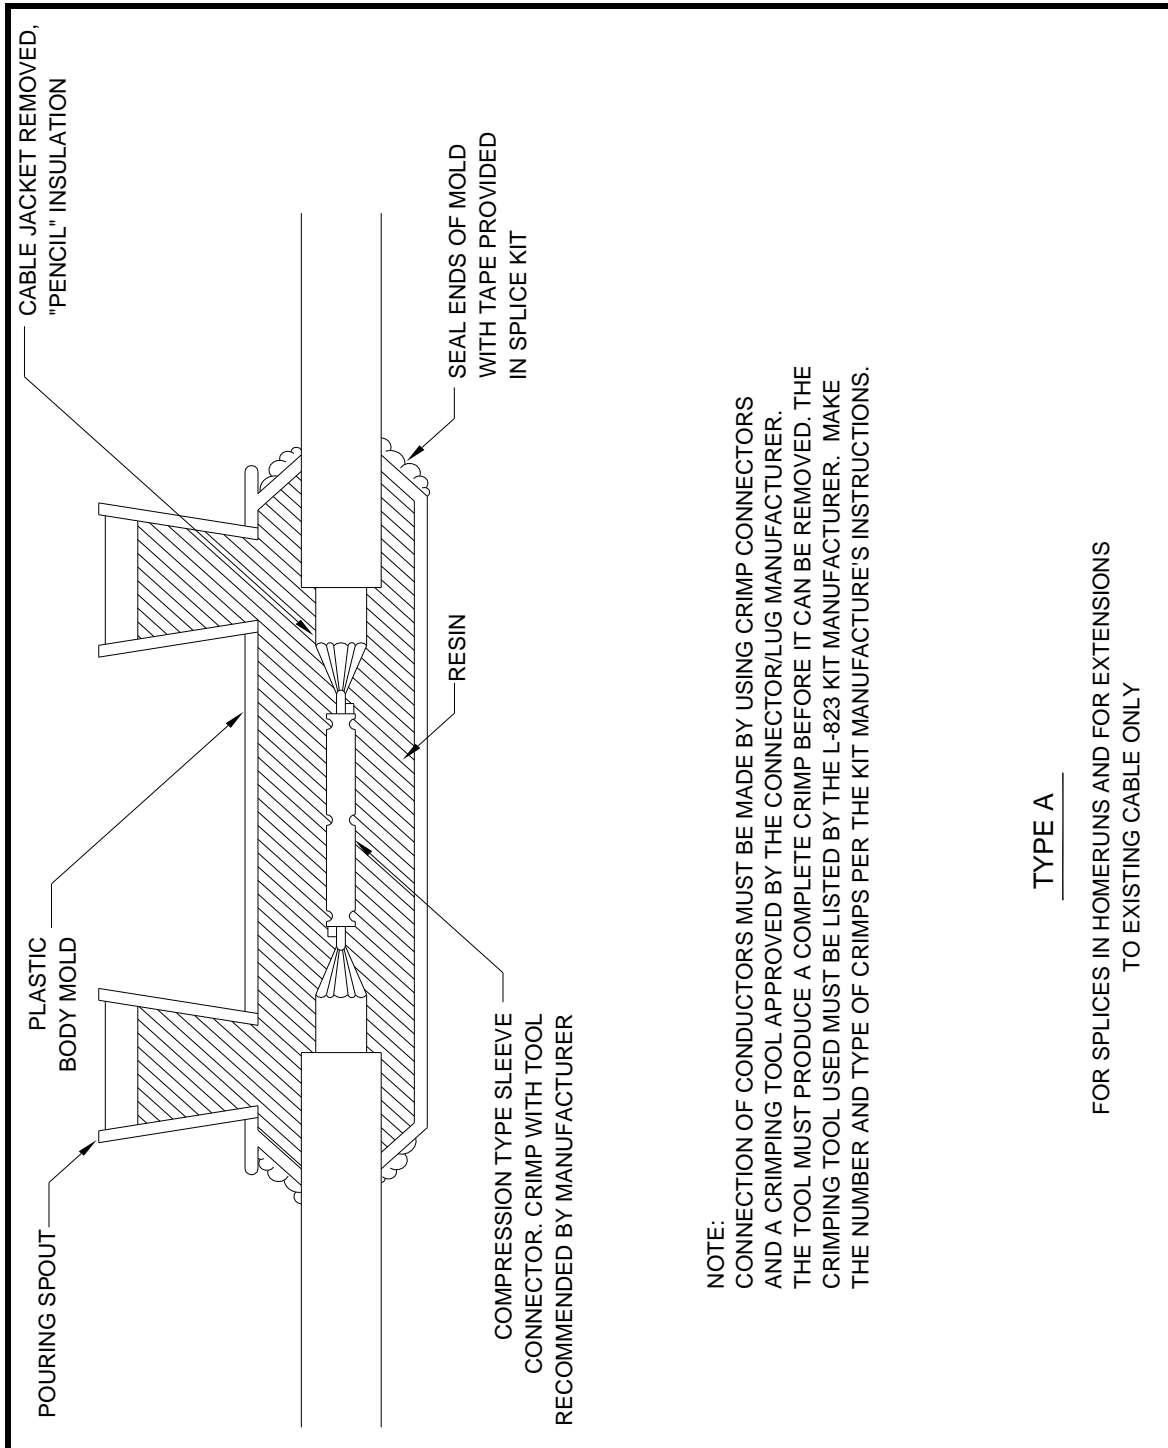 POURING SPOUT
PLASTIC
BODY MOLD
CABLE JACKET REMOVED,
"PENCIL" INSULATION
COMPRESSION TYPE SLEEVE
CONNECTOR. CRIMP WITH TOOL
RECOMMENDED BY MANUFACTURER
RESIN
SEAL ENDS OF MOLD
WITH TAPE PROVIDED
IN SPLICE KIT
NOTE:
CONNECTION OF CONDUCTORS MUST BE MADE BY USING CRIMP CONNECTORS
AND A CRIMPING TOOL APPROVED BY THE CONNECTOR/LUG MANUFACTURER.
THE TOOL MUST PRODUCE A COMPLETE CRIMP BEFORE IT CAN BE REMOVED. THE
CRIMPING TOOL USED MUST BE LISTED BY THE L-823 KIT MANUFACTURER. MAKE
THE NUMBER AND TYPE OF CRIMPS PER THE KIT MANUFACTURE'S INSTRUCTIONS.
TYPE A
FOR SPLICES IN HOMERUNS AND FOR EXTENSIONS
TO EXISTING CABLE ONLY